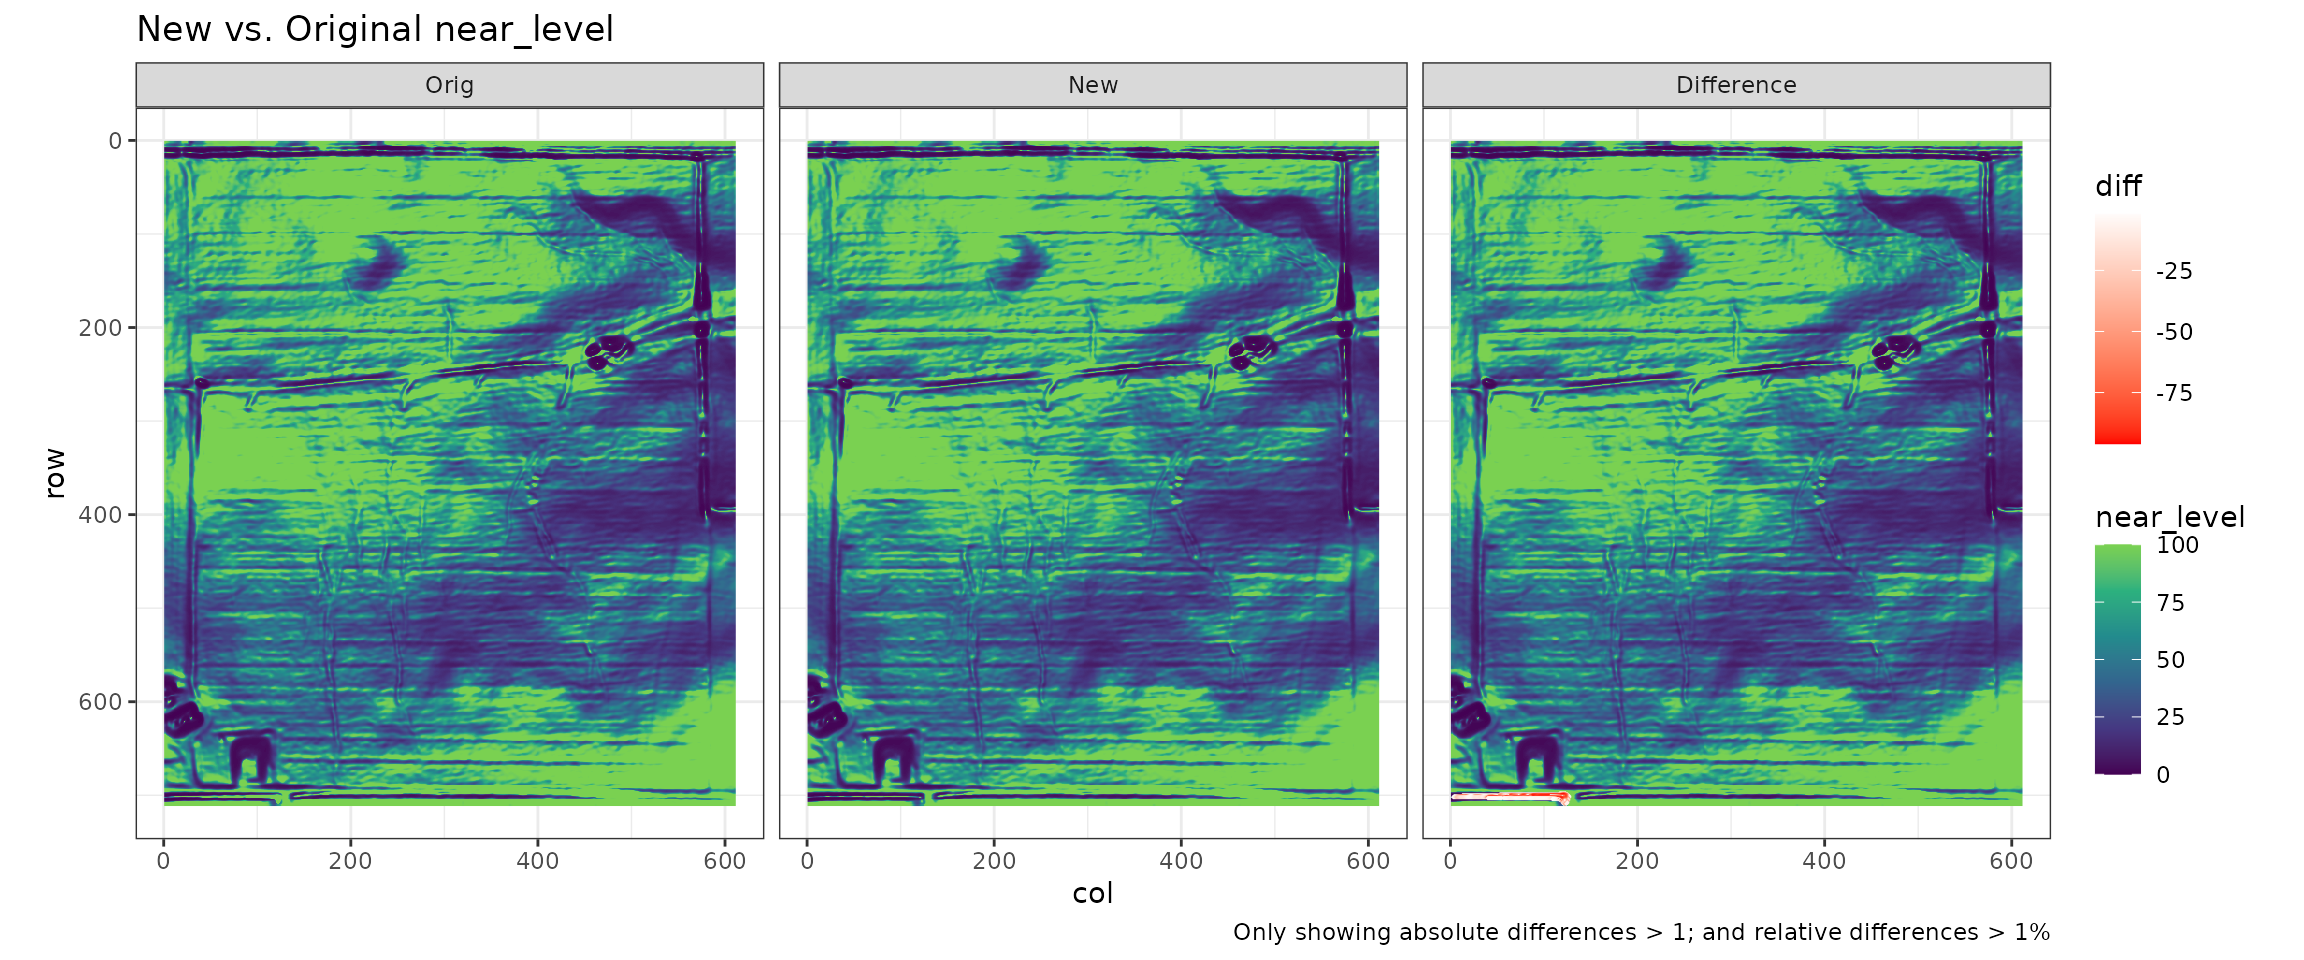 New vs. Original near_level
Orig
New
Difference
0
200
400
600
row
0
200
400
600
0
200
400
600
0
200
400
600
col
diff
-25
-50
-75
near_level
100
75
50
25
0
Only showing absolute differences > 1; and relative differences > 1%